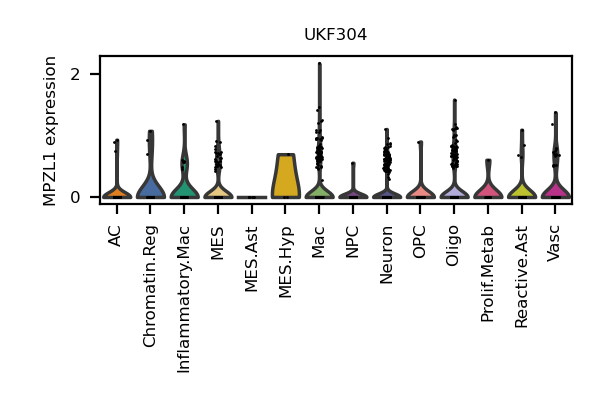 UKF304
MPZL1 expression
2
0
AC
Chromatin.Reg
Inflammatory.Mac
MES
MES.Ast
MES.Hyp
Mac
NPC
Neuron
OPC
Oligo
Prolif.Metab
Reactive.Ast
Vasc